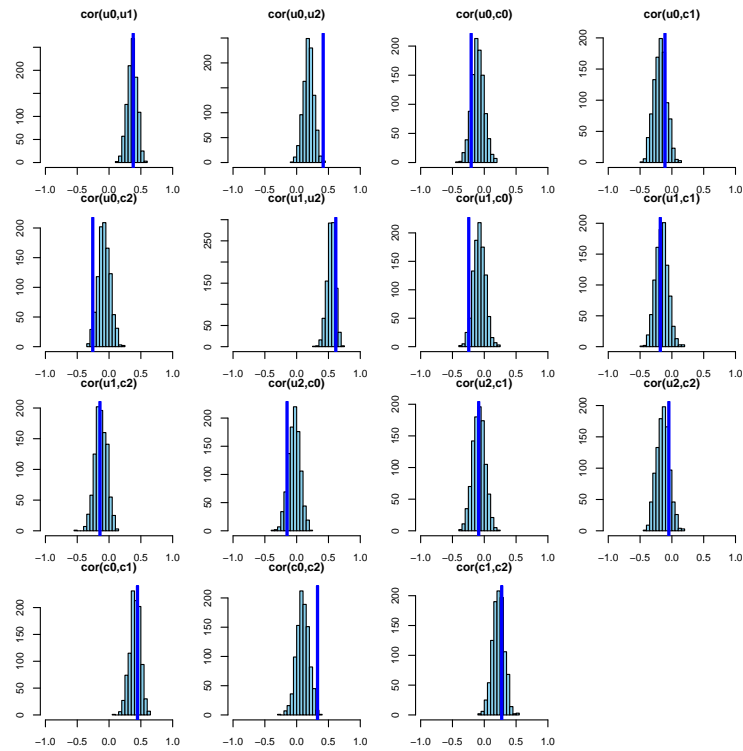 cor(u0,u1) cor(u0,u2) cor(u0,c0) cor(u0,c1)
0 50 100 200
0 50 100 150 200 250
0 50 100 150 200
0 50 100 150 200
-1.0 -0.5 0.0 0.5 1.0 -1.0 -0.5 0.0 0.5 1.0 -1.0 -0.5 0.0 0.5 1.0 -1.0 -0.5 0.0 0.5 1.0
cor(u0,c2) cor(u1,u2) cor(u1,c0) cor(u1,c1)
0 50 100 150 200
0 50 100 200 300
0 50 100 150 200
0 50 100 150 200
-1.0 -0.5 0.0 0.5 1.0 -1.0 -0.5 0.0 0.5 1.0 -1.0 -0.5 0.0 0.5 1.0 -1.0 -0.5 0.0 0.5 1.0
cor(u1,c2) cor(u2,c0) cor(u2,c1) cor(u2,c2)
0 50 100 150 200
0 50 100 150 200
0 50 100 150 200
0 50 100 150 200
-1.0 -0.5 0.0 0.5 1.0 -1.0 -0.5 0.0 0.5 1.0 -1.0 -0.5 0.0 0.5 1.0 -1.0 -0.5 0.0 0.5 1.0
cor(c0,c1) cor(c0,c2) cor(c1,c2)
0 50 100 150 200
0 50 100 150 200
0 50 100 150 200
-1.0 -0.5 0.0 0.5 1.0 -1.0 -0.5 0.0 0.5 1.0 -1.0 -0.5 0.0 0.5 1.0